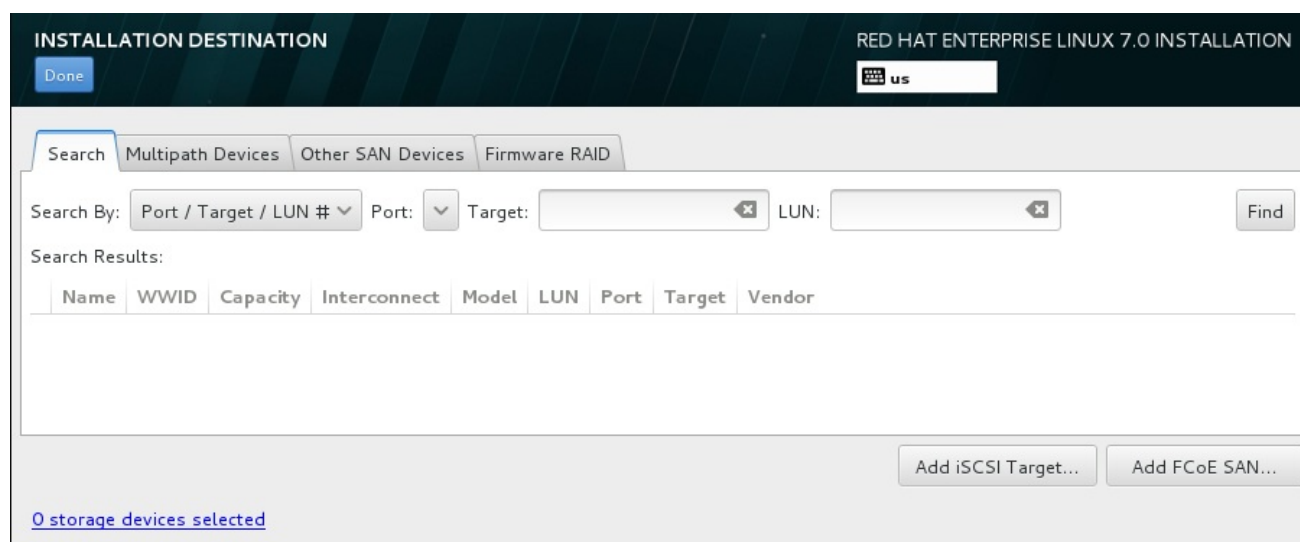 INSTALLATION DESTINATION
RED HAT ENTERPRISE LINUX 7.0 INSTALLATION
Done
us
Search Multipath Devices Other SAN Devices Firmware RAID
Search By: Port / Target / LUN # Port: Target: LUN: Find
Search Results:
Name WWID Capacity Interconnect Model LUN Port Target Vendor
Add iSCSI Target... Add FCoE SAN...
0 storage devices selected